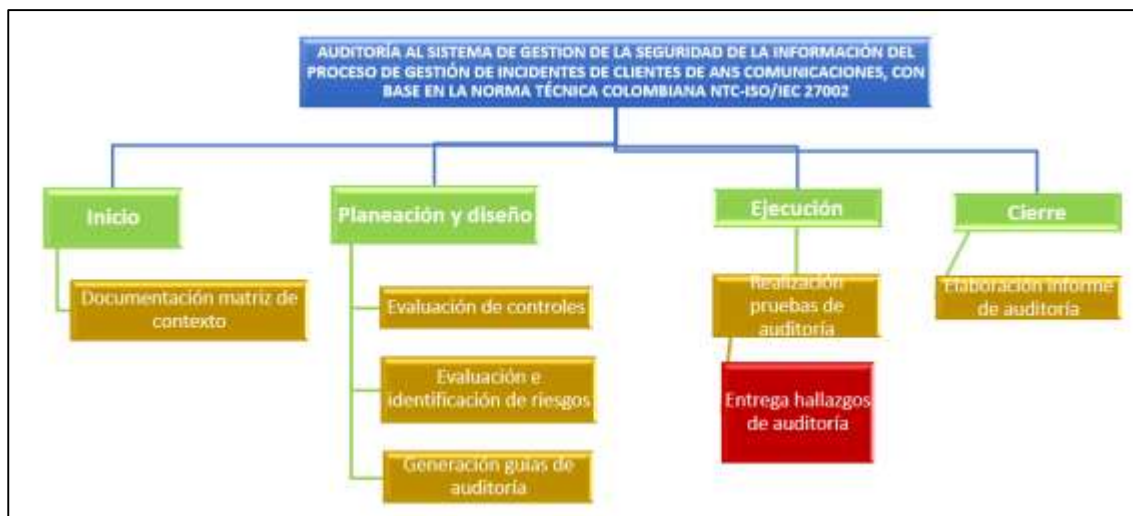 AUDITORÍA AL SISTEMA DE GESTION DE LA SEGURIDAD DE LA INFORMACIÓN DEL
PROCESO DE GESTIÓN DE INCIDENTES DE CLIENTES DE ANS COMUNICACIONES, CON
BASE EN LA NORMA TÉCNICA COLOMBIANA NTC-ISO/IEC 27002
Inicio
Documentación matriz de
contexto
Planeación y diseño
Evaluación de controles
Evaluación e
identificación de riesgos
Generación guías de
auditoría
Ejecución
Realización
pruebas de
auditoría
Entrega hallazgos
de auditoría
Cierre
Elaboración informe
de auditoría